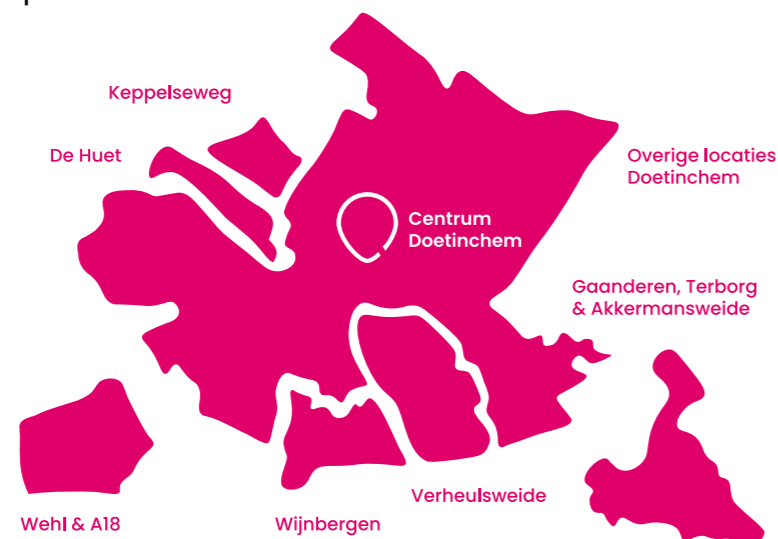 Keppelseweg
De Huet
Overige locaties
Doetinchem
Centrum
Doetinchem
Gaanderen, Terborg
& Akkermansweide
Verheulsweide
Wehl & A18
Wijnbergen